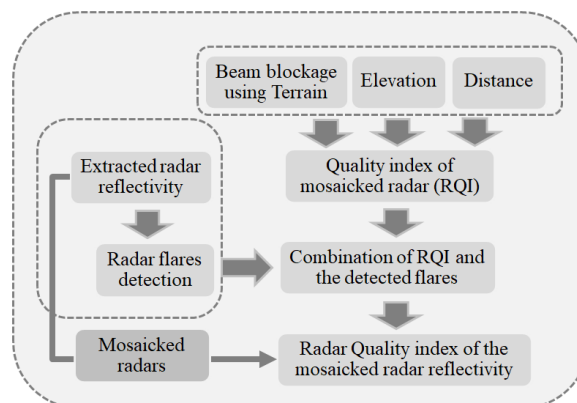 Beam blockage
using Terrain
Elevation
Distance
Extracted radar
reflectivity
Quality index of
mosaicked radar (RQI)
Radar flares
detection
Combination of RQI and
the detected flares
Mosaicked
radars
Radar Quality index of the
mosaicked radar reflectivity